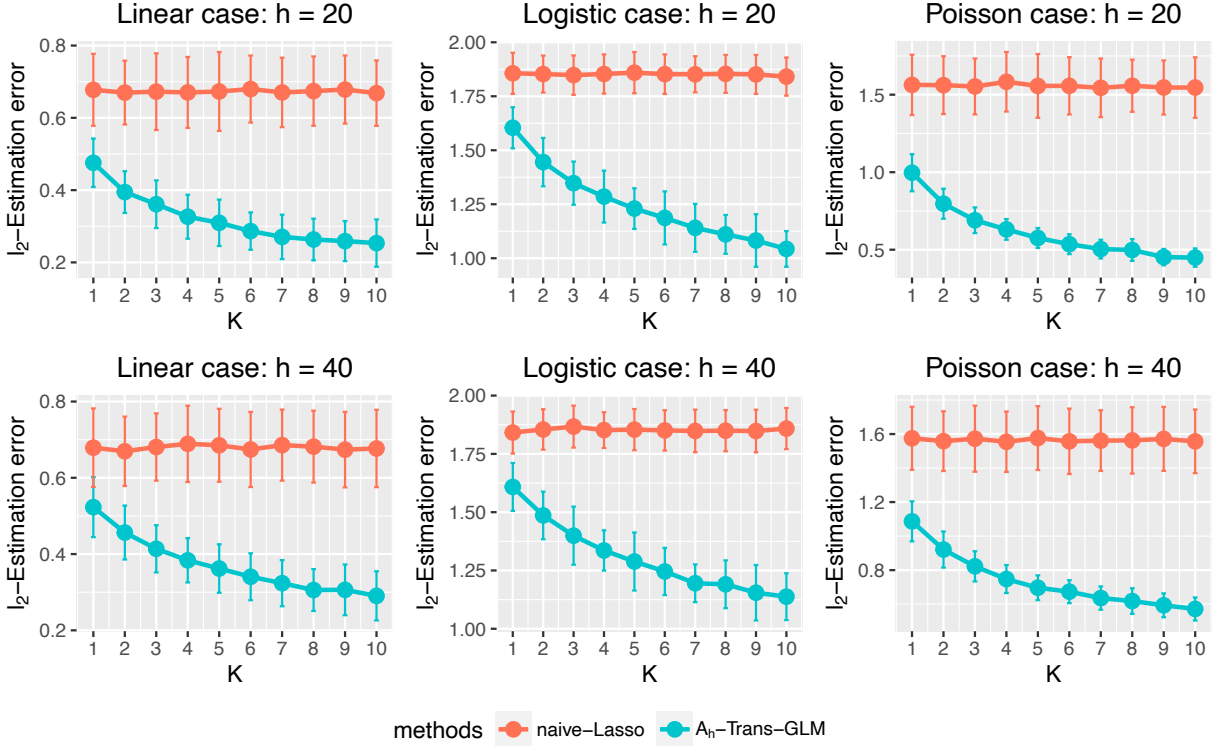 Linear case: h = 20
Logistic case: h = 20
Poisson case: h = 20
l₂−Estimation error
0.8
0.6
0.4
0.2
1 2 3 4 5 6 7 8 9 10
K
l₂−Estimation error
2.00
1.75
1.50
1.25
1.00
1 2 3 4 5 6 7 8 9 10
K
l₂−Estimation error
1.5
1.0
0.5
1 2 3 4 5 6 7 8 9 10
K
Linear case: h = 40
Logistic case: h = 40
Poisson case: h = 40
l₂−Estimation error
0.8
0.6
0.4
0.2
1 2 3 4 5 6 7 8 9 10
K
l₂−Estimation error
2.00
1.75
1.50
1.25
1.00
1 2 3 4 5 6 7 8 9 10
K
l₂−Estimation error
1.6
1.2
0.8
1 2 3 4 5 6 7 8 9 10
K
methods naive−Lasso Aₕ−Trans−GLM